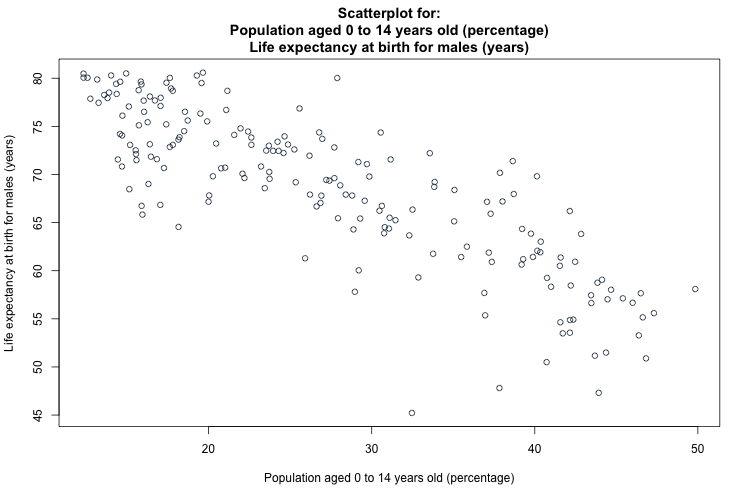 Scatterplot for:
Population aged 0 to 14 years old (percentage)
Life expectancy at birth for males (years)
Life expectancy at birth for males (years)
80
75
70
65
60
55
50
45
20
30
40
50
Population aged 0 to 14 years old (percentage)